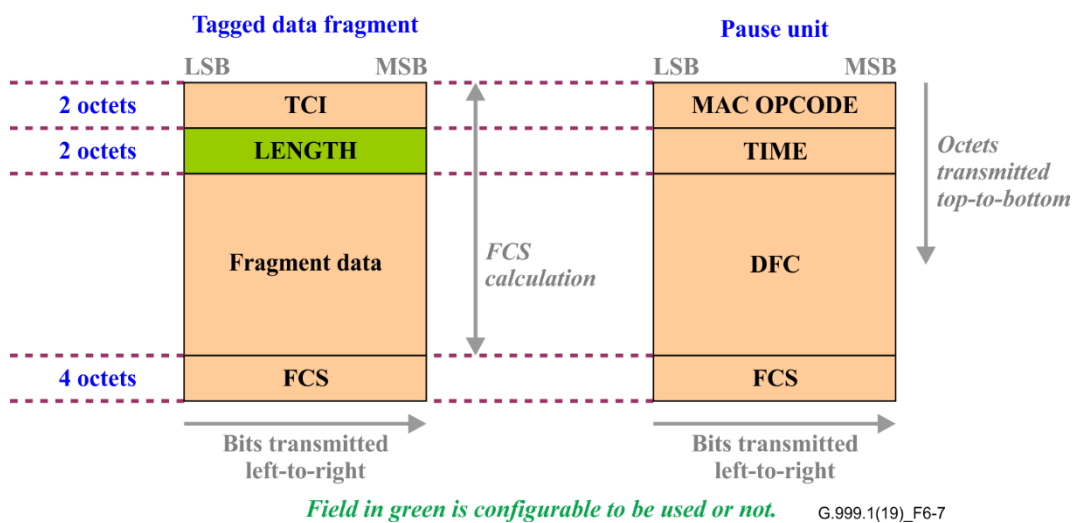 Tagged data fragment
Pause unit
LSB MSB
LSB MSB
2 octets
TCI
MAC OPCODE
2 octets
LENGTH
TIME
Octets
transmitted
top-to-bottom
Fragment data
FCS
calculation
DFC
4 octets
FCS
FCS
Bits transmitted
left-to-right
Bits transmitted
left-to-right
Field in green is configurable to be used or not.
G.999.1(19)_F6-7